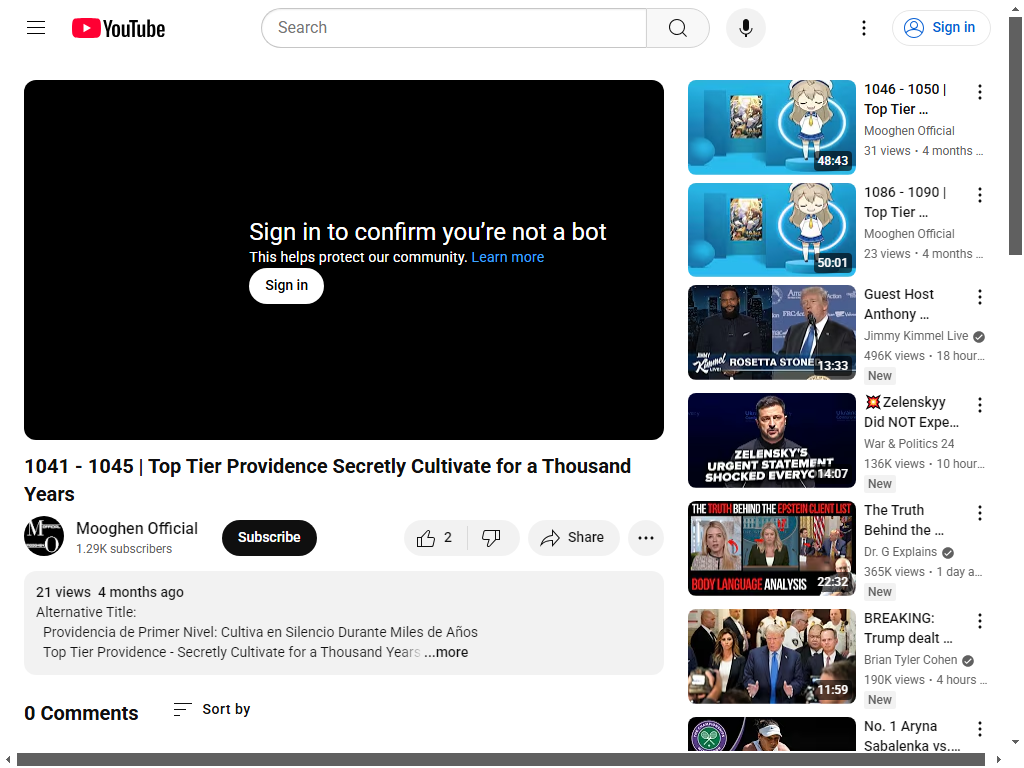 YouTube
Search
Sign in
Sign in to confirm you’re not a bot
This helps protect our community. Learn more
Sign in
1041 - 1045 | Top Tier Providence Secretly Cultivate for a Thousand
Years
Mooghen Official
1.29K subscribers
Subscribe
2
Share
21 views 4 months ago
Alternative Title:
Providencia de Primer Nivel: Cultiva en Silencio Durante Miles de Años
Top Tier Providence - Secretly Cultivate for a Thousand Years ...more
0 Comments
Sort by
48:43
1046 - 1050 |
Top Tier …
Mooghen Official
31 views • 4 months …
50:01
1086 - 1090 |
Top Tier …
Mooghen Official
23 views • 4 months …
JIMMY
Kimmel
LIVE!
ROSETTA STONE
13:33
Guest Host
Anthony …
Jimmy Kimmel Live
496K views • 18 hour…
New
ZELENSKYY'S
URGENT STATEMENT
SHOCKED EVERYO
14:07
💥Zelenskyy
Did NOT Expe…
War & Politics 24
136K views • 10 hour…
New
THE TRUTH BEHIND THE EPSTEIN CLIENT LIST
BODY LANGUAGE ANALYSIS
22:32
The Truth
Behind the …
Dr. G Explains
365K views • 1 day a…
New
11:59
BREAKING:
Trump dealt …
Brian Tyler Cohen
190K views • 4 hours …
New
No. 1 Aryna
Sabalenka vs.…